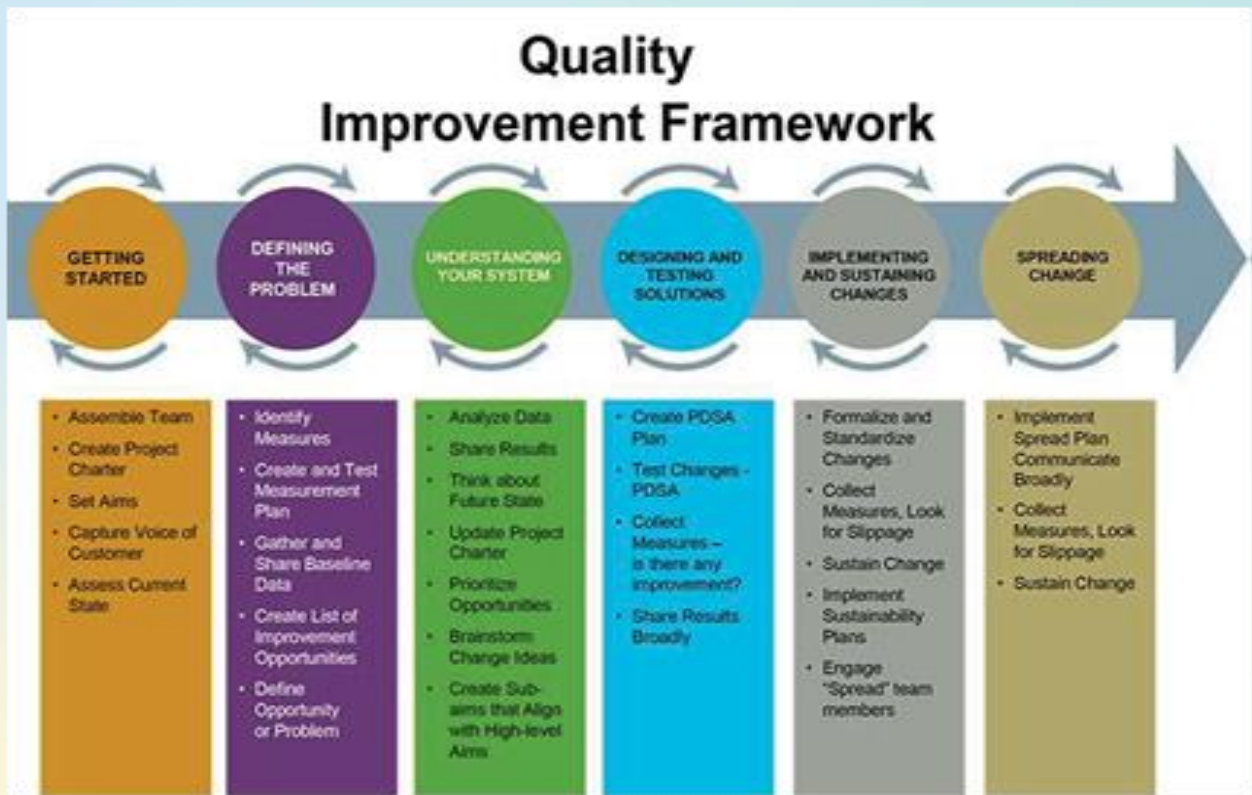 Quality
Improvement Framework
GETTING
STARTED
DEFINING
THE
PROBLEM
UNDERSTANDING
YOUR SYSTEM
DESIGNING AND
TESTING
SOLUTIONS
IMPLEMENTING
AND SUSTAINING
CHANGES
SPREADING
CHANGE
• Assemble Team
• Create Project
Charter
• Set Aims
• Capture Voice of
Customer
• Assess Current
State
• Identify
Measures
• Create and Test
Measurement
Plan
• Gather and
Share Baseline
Data
• Create List of
Improvement
Opportunities
• Define
Opportunity
or Problem
• Analyze Data
• Share Results
• Think about
Future State
• Update Project
Charter
• Prioritize
Opportunities
• Brainstorm
Change Ideas
• Create Sub-
aims that Align
with High-level
Aims
• Create PDSA
Plan
• Test Changes -
PDSA
• Collect
Measures –
is there any
improvement?
• Share Results
Broadly
• Formalize and
Standardize
Changes
• Collect
Measures, Look
for Slippage
• Sustain Change
• Implement
Sustainability
Plans
• Engage
"Spread" team
members
• Implement
Spread Plan
Communicate
Broadly
• Collect
Measures, Look
for Slippage
• Sustain Change